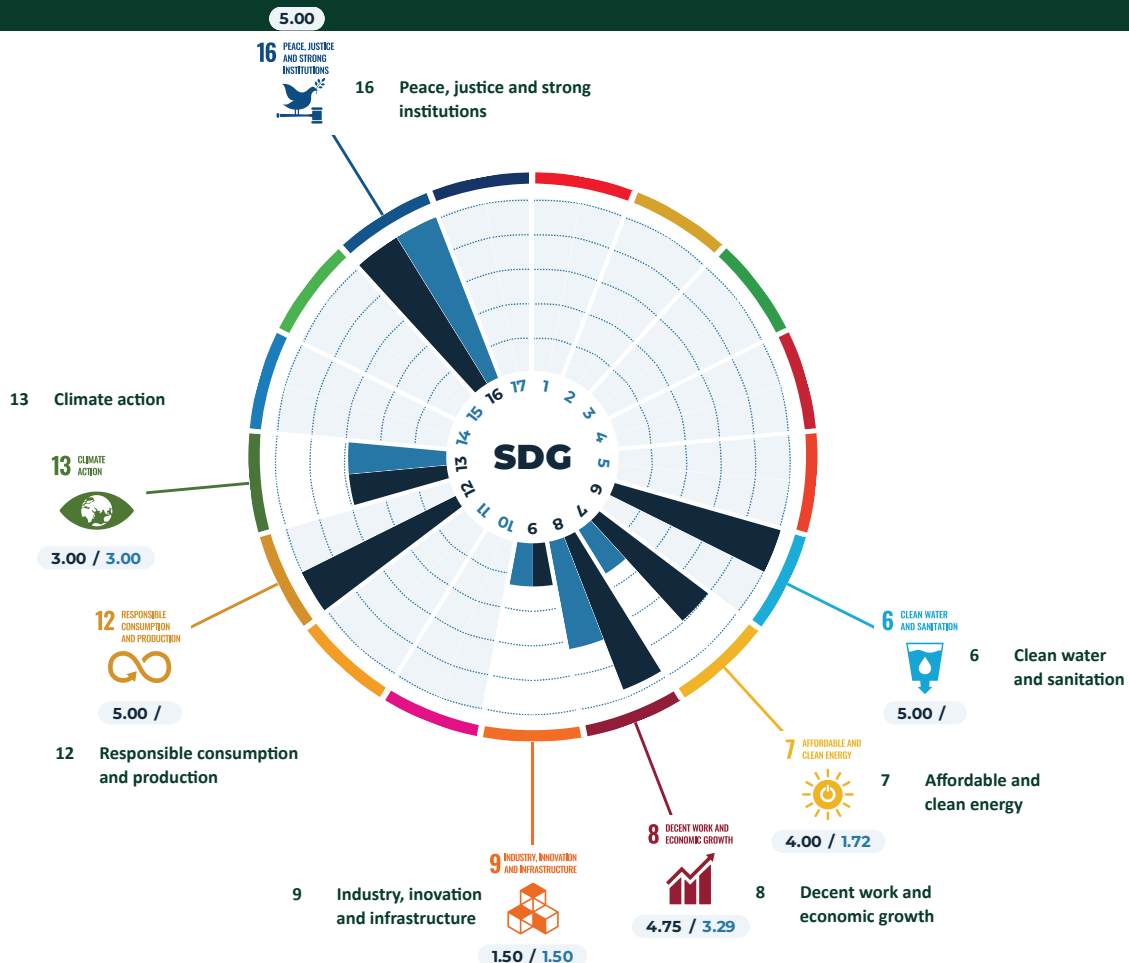 5.00
16 PEACE, JUSTICE
AND STRONG
INSTITUTIONS
16 Peace, justice and strong
institutions
13 Climate action
13 CLIMATE
ACTION
3.00 / 3.00
17
1
2
3
4
5
6
7
8
9
10
11
12
13
14
15
16
SDG
12 RESPONSIBLE
CONSUMPTION
AND PRODUCTION
5.00 /
12 Responsible consumption
and production
6 CLEAN WATER
AND SANITATION
6 Clean water
and sanitation
5.00 /
7 AFFORDABLE AND
CLEAN ENERGY
7 Affordable and
clean energy
4.00 / 1.72
8 DECENT WORK AND
ECONOMIC GROWTH
8 Decent work and
economic growth
4.75 / 3.29
9 INDUSTRY, INNOVATION
AND INFRASTRUCTURE
9 Industry, inovation
and infrastructure
1.50 / 1.50